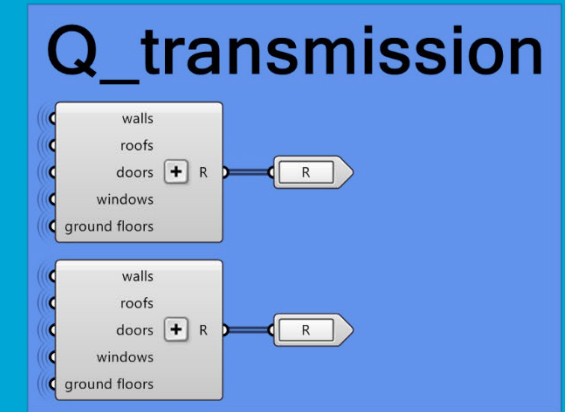 Q_transmission
walls
roofs
doors + R R
windows
ground floors
walls
roofs
doors + R R
windows
ground floors